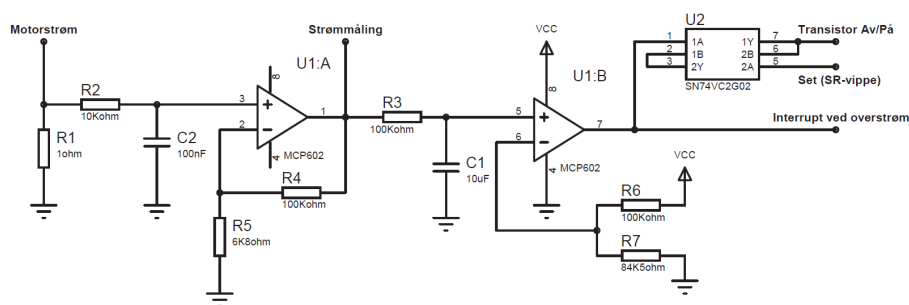 Motorstrøm
Strømmåling
VCC
U2
Transistor Av/På
1 1A 1Y 7
2 1B 2B 6
3 2Y 2A 5
SN74VC2G02
Set (SR-vippe)
Interrupt ved overstrøm
R2
10Kohm
R1
1ohm
C2
100nF
U1:A
8
3
2
1
4
MCP602
R3
100Kohm
R4
100Kohm
R5
6K8ohm
C1
10uF
U1:B
8
5
6
7
4
MCP602
VCC
R6
100Kohm
R7
84K5ohm